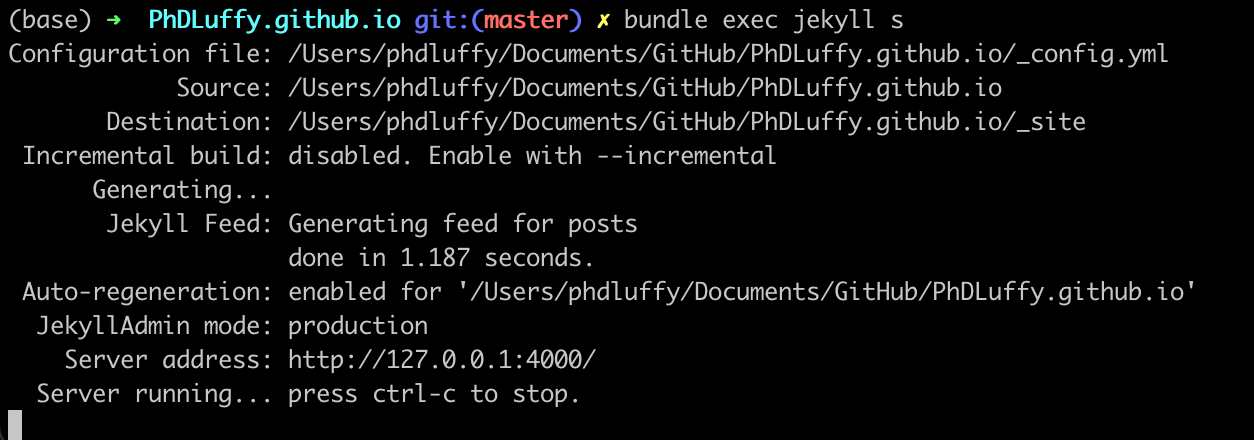 (base) ➜  PhDLuffy.github.io git:(master) ✗ bundle exec jekyll s
Configuration file: /Users/phdluffy/Documents/GitHub/PhDLuffy.github.io/_config.yml
            Source: /Users/phdluffy/Documents/GitHub/PhDLuffy.github.io
       Destination: /Users/phdluffy/Documents/GitHub/PhDLuffy.github.io/_site
 Incremental build: disabled. Enable with --incremental
      Generating...
       Jekyll Feed: Generating feed for posts
                    done in 1.187 seconds.
 Auto-regeneration: enabled for '/Users/phdluffy/Documents/GitHub/PhDLuffy.github.io'
  JekyllAdmin mode: production
    Server address: http://127.0.0.1:4000/
  Server running... press ctrl-c to stop.